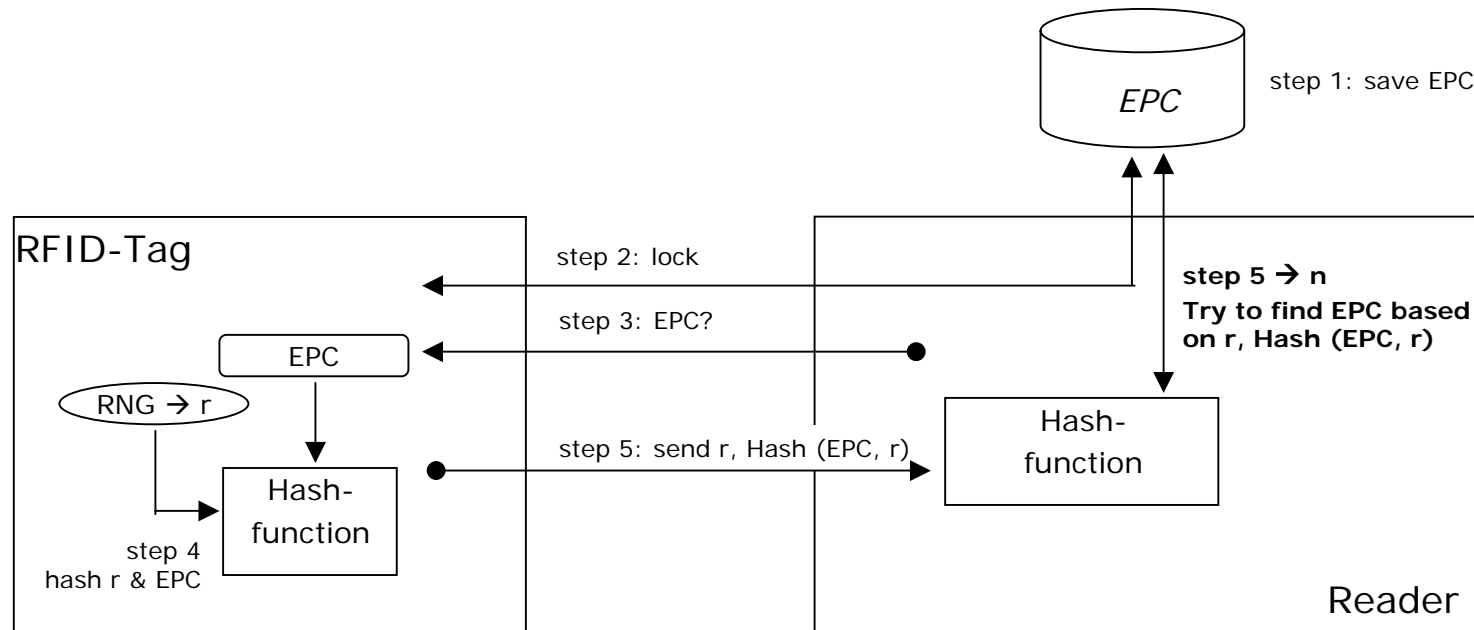 EPC
step 1: save EPC
RFID-Tag
step 2: lock
step 5 → n
Try to find EPC based
on r, Hash (EPC, r)
step 3: EPC?
EPC
RNG → r
Hash-
function
step 5: send r, Hash (EPC, r)
Hash-
function
step 4
hash r & EPC
Reader